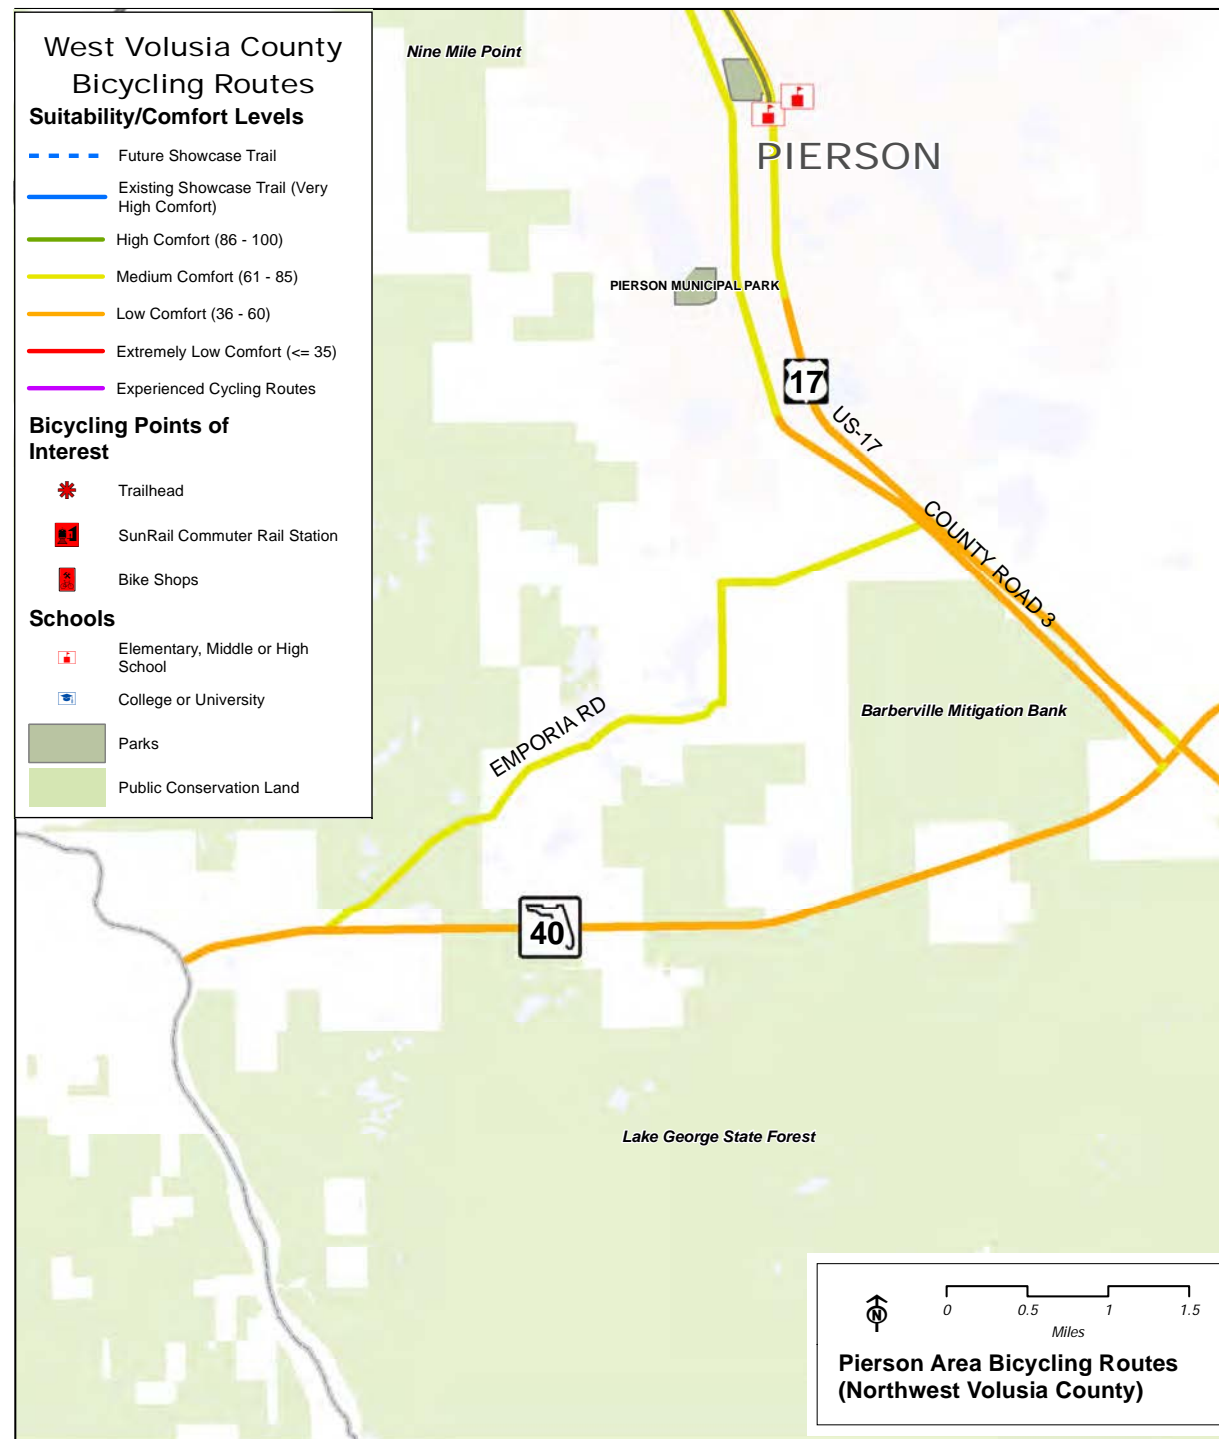 West Volusia County
Bicycling Routes
Suitability/Comfort Levels
Future Showcase Trail
Existing Showcase Trail (Very
High Comfort)
High Comfort (86 - 100)
Medium Comfort (61 - 85)
Low Comfort (36 - 60)
Extremely Low Comfort (<= 35)
Experienced Cycling Routes
Bicycling Points of
Interest
Trailhead
SunRail Commuter Rail Station
Bike Shops
Schools
Elementary, Middle or High
School
College or University
Parks
Public Conservation Land
Nine Mile Point
PIERSON
PIERSON MUNICIPAL PARK
17
US-17
COUNTY ROAD 3
EMPORIA RD
Barberville Mitigation Bank
40
Lake George State Forest
N
0 0.5 1 1.5
Miles
Pierson Area Bicycling Routes
(Northwest Volusia County)